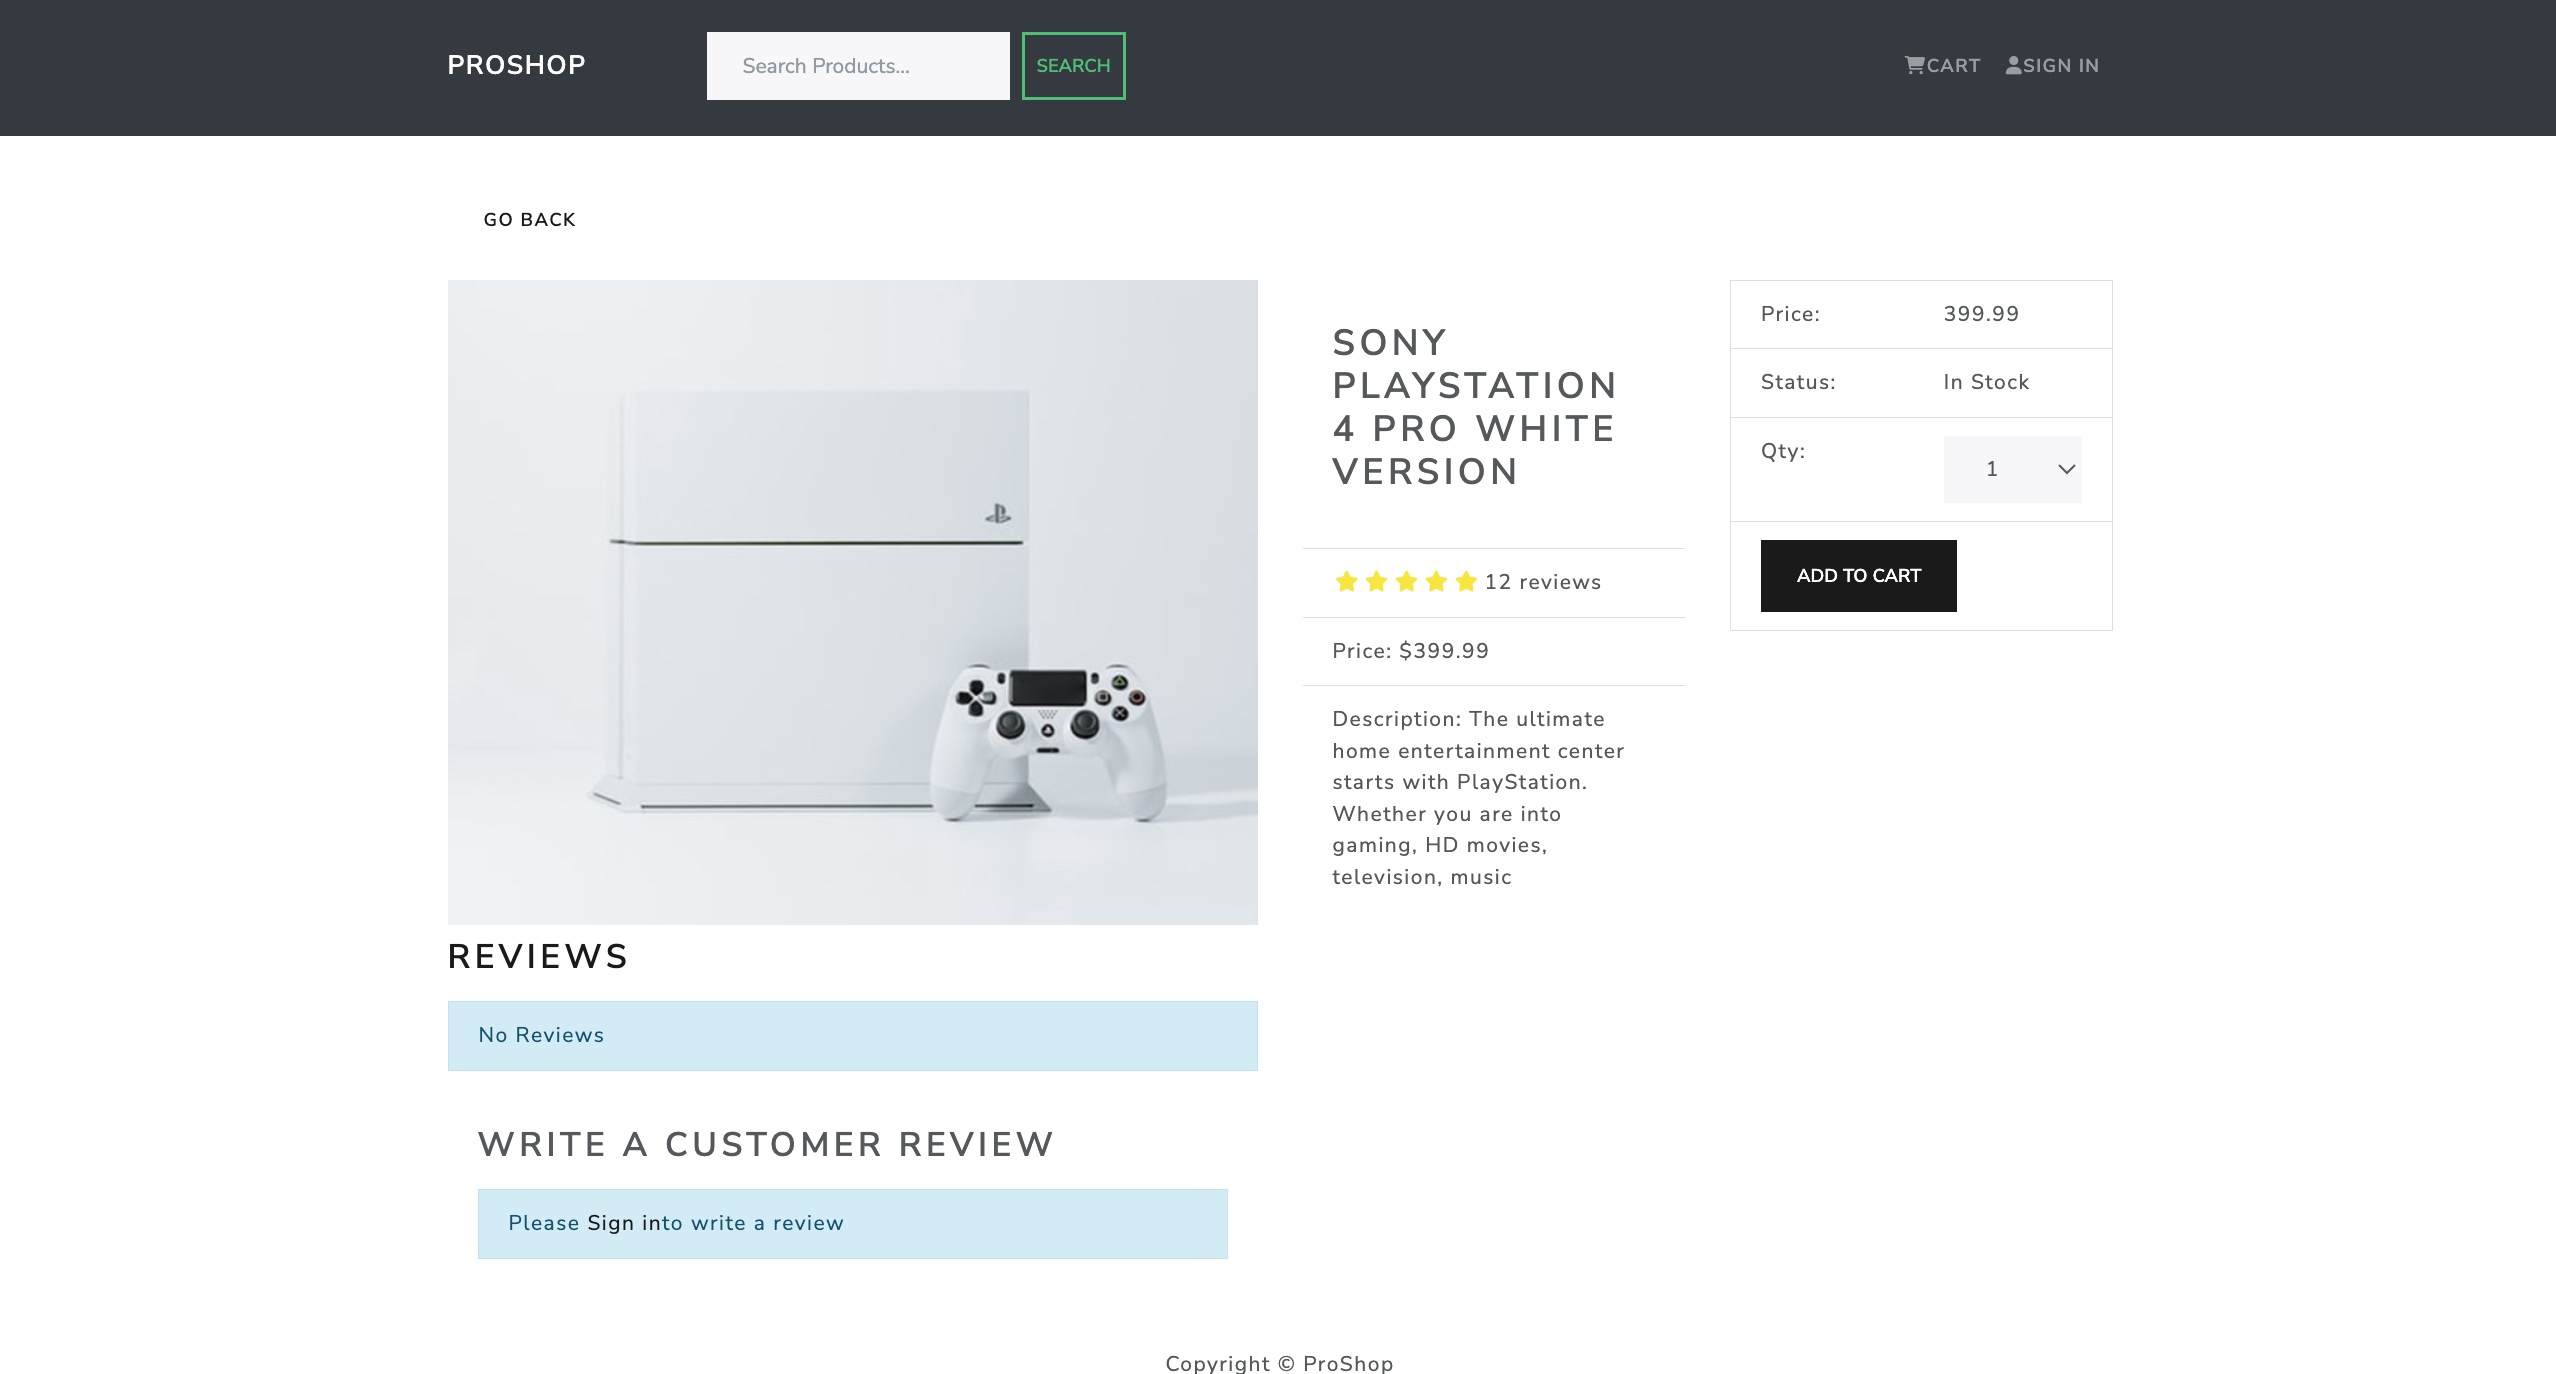 PROSHOP
Search Products...
SEARCH
CART
SIGN IN
GO BACK
SONY
PLAYSTATION
4 PRO WHITE
VERSION
12 reviews
Price: $399.99
Description: The ultimate
home entertainment center
starts with PlayStation.
Whether you are into
gaming, HD movies,
television, music
Price: 399.99
Status: In Stock
Qty: 1
ADD TO CART
REVIEWS
No Reviews
WRITE A CUSTOMER REVIEW
Please Sign into write a review
Copyright © ProShop